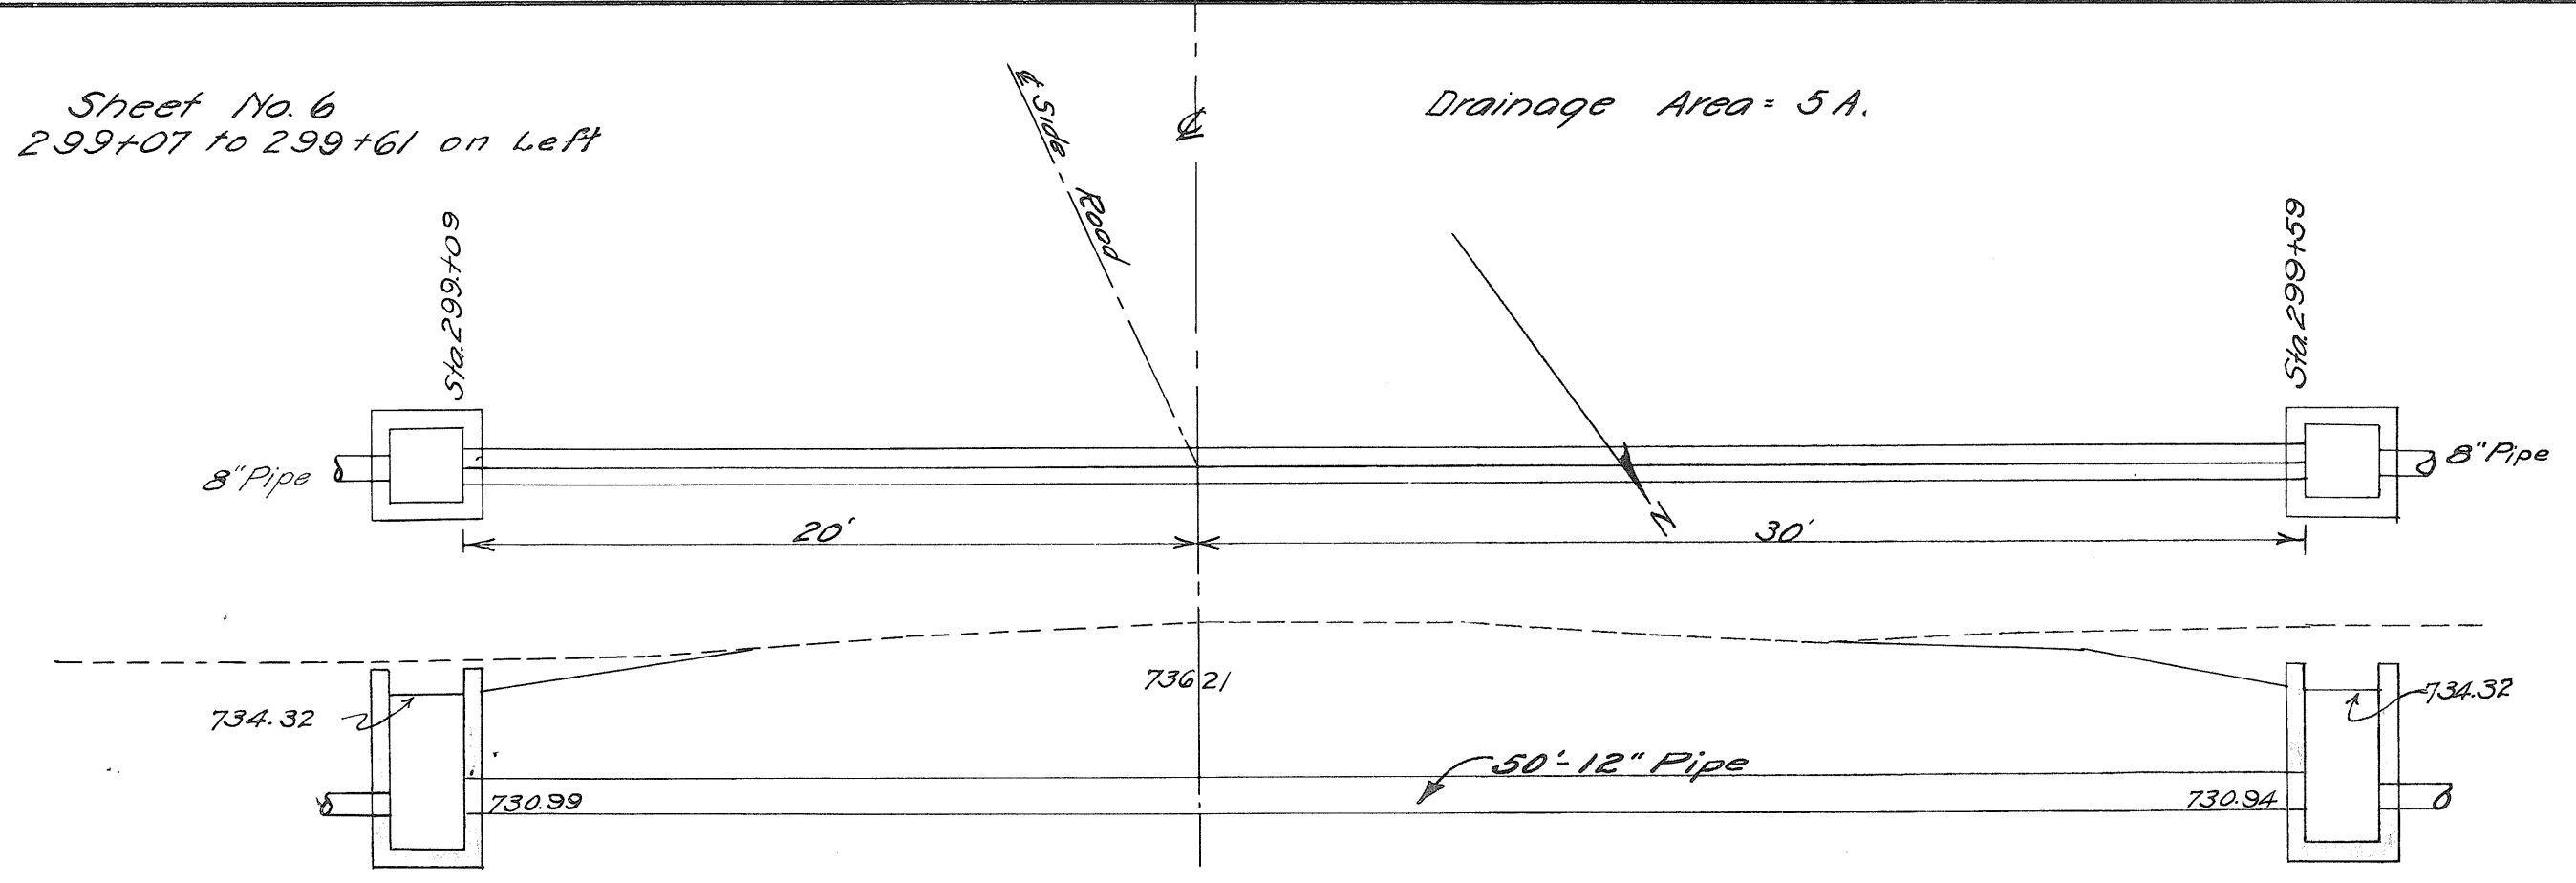 Sheet No. 6
299+07 to 299+61 on Left
Drainage Area = 5 A.
℄ Side Road
℄
Sta. 299+09
Sta. 299+59
8" Pipe
8" Pipe
N
20'
30'
736.21
734.32
734.32
50'-12" Pipe
730.99
730.94